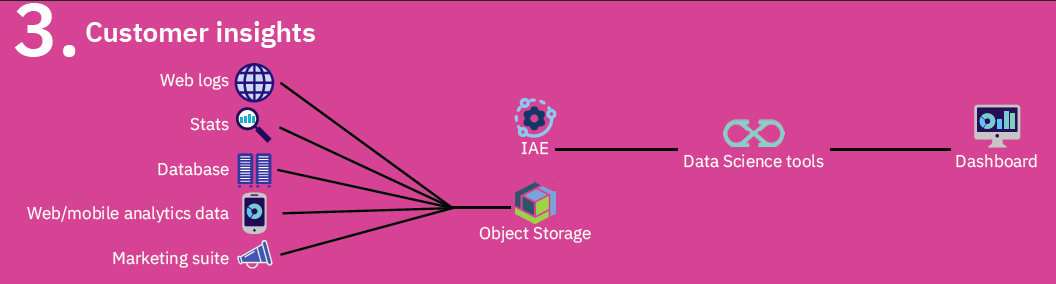 3. Customer insights
Web logs
Stats
Database
Web/mobile analytics data
Marketing suite
IAE
Object Storage
Data Science tools
Dashboard